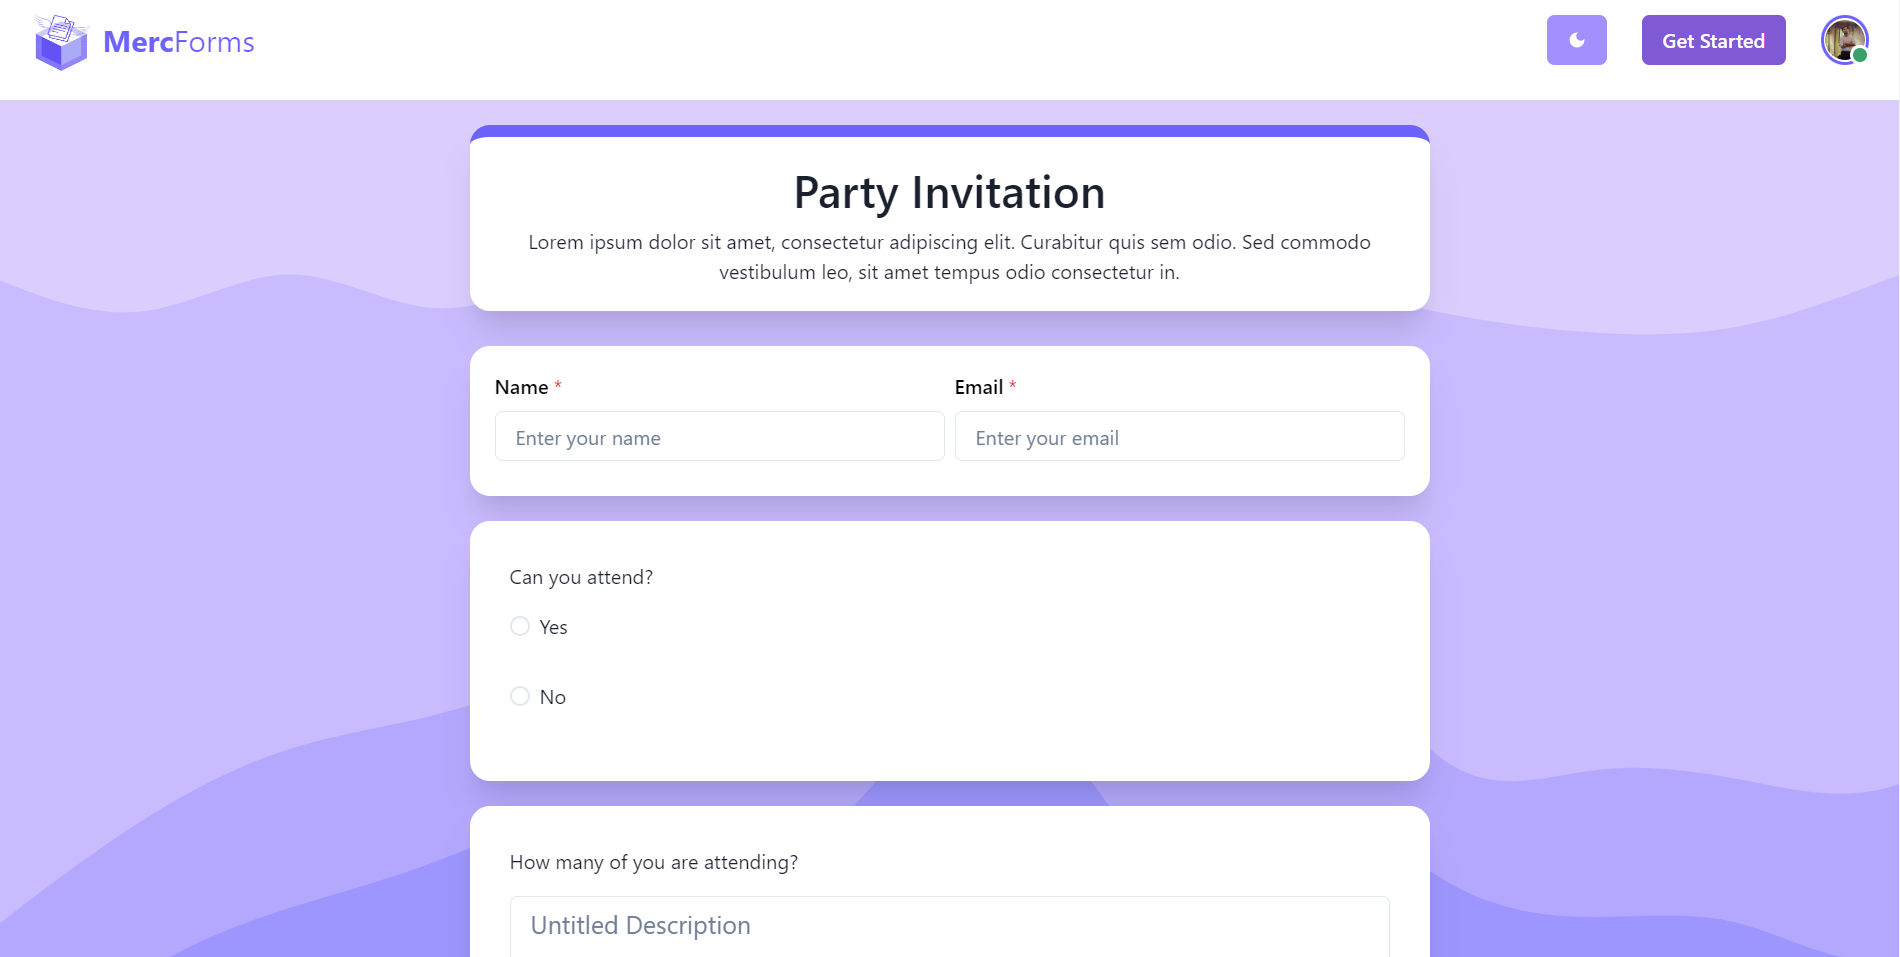 MercForms
Get Started
Party Invitation
Lorem ipsum dolor sit amet, consectetur adipiscing elit. Curabitur quis sem odio. Sed commodo
vestibulum leo, sit amet tempus odio consectetur in.
Name *
Email *
Enter your name
Enter your email
Can you attend?
Yes
No
How many of you are attending?
Untitled Description